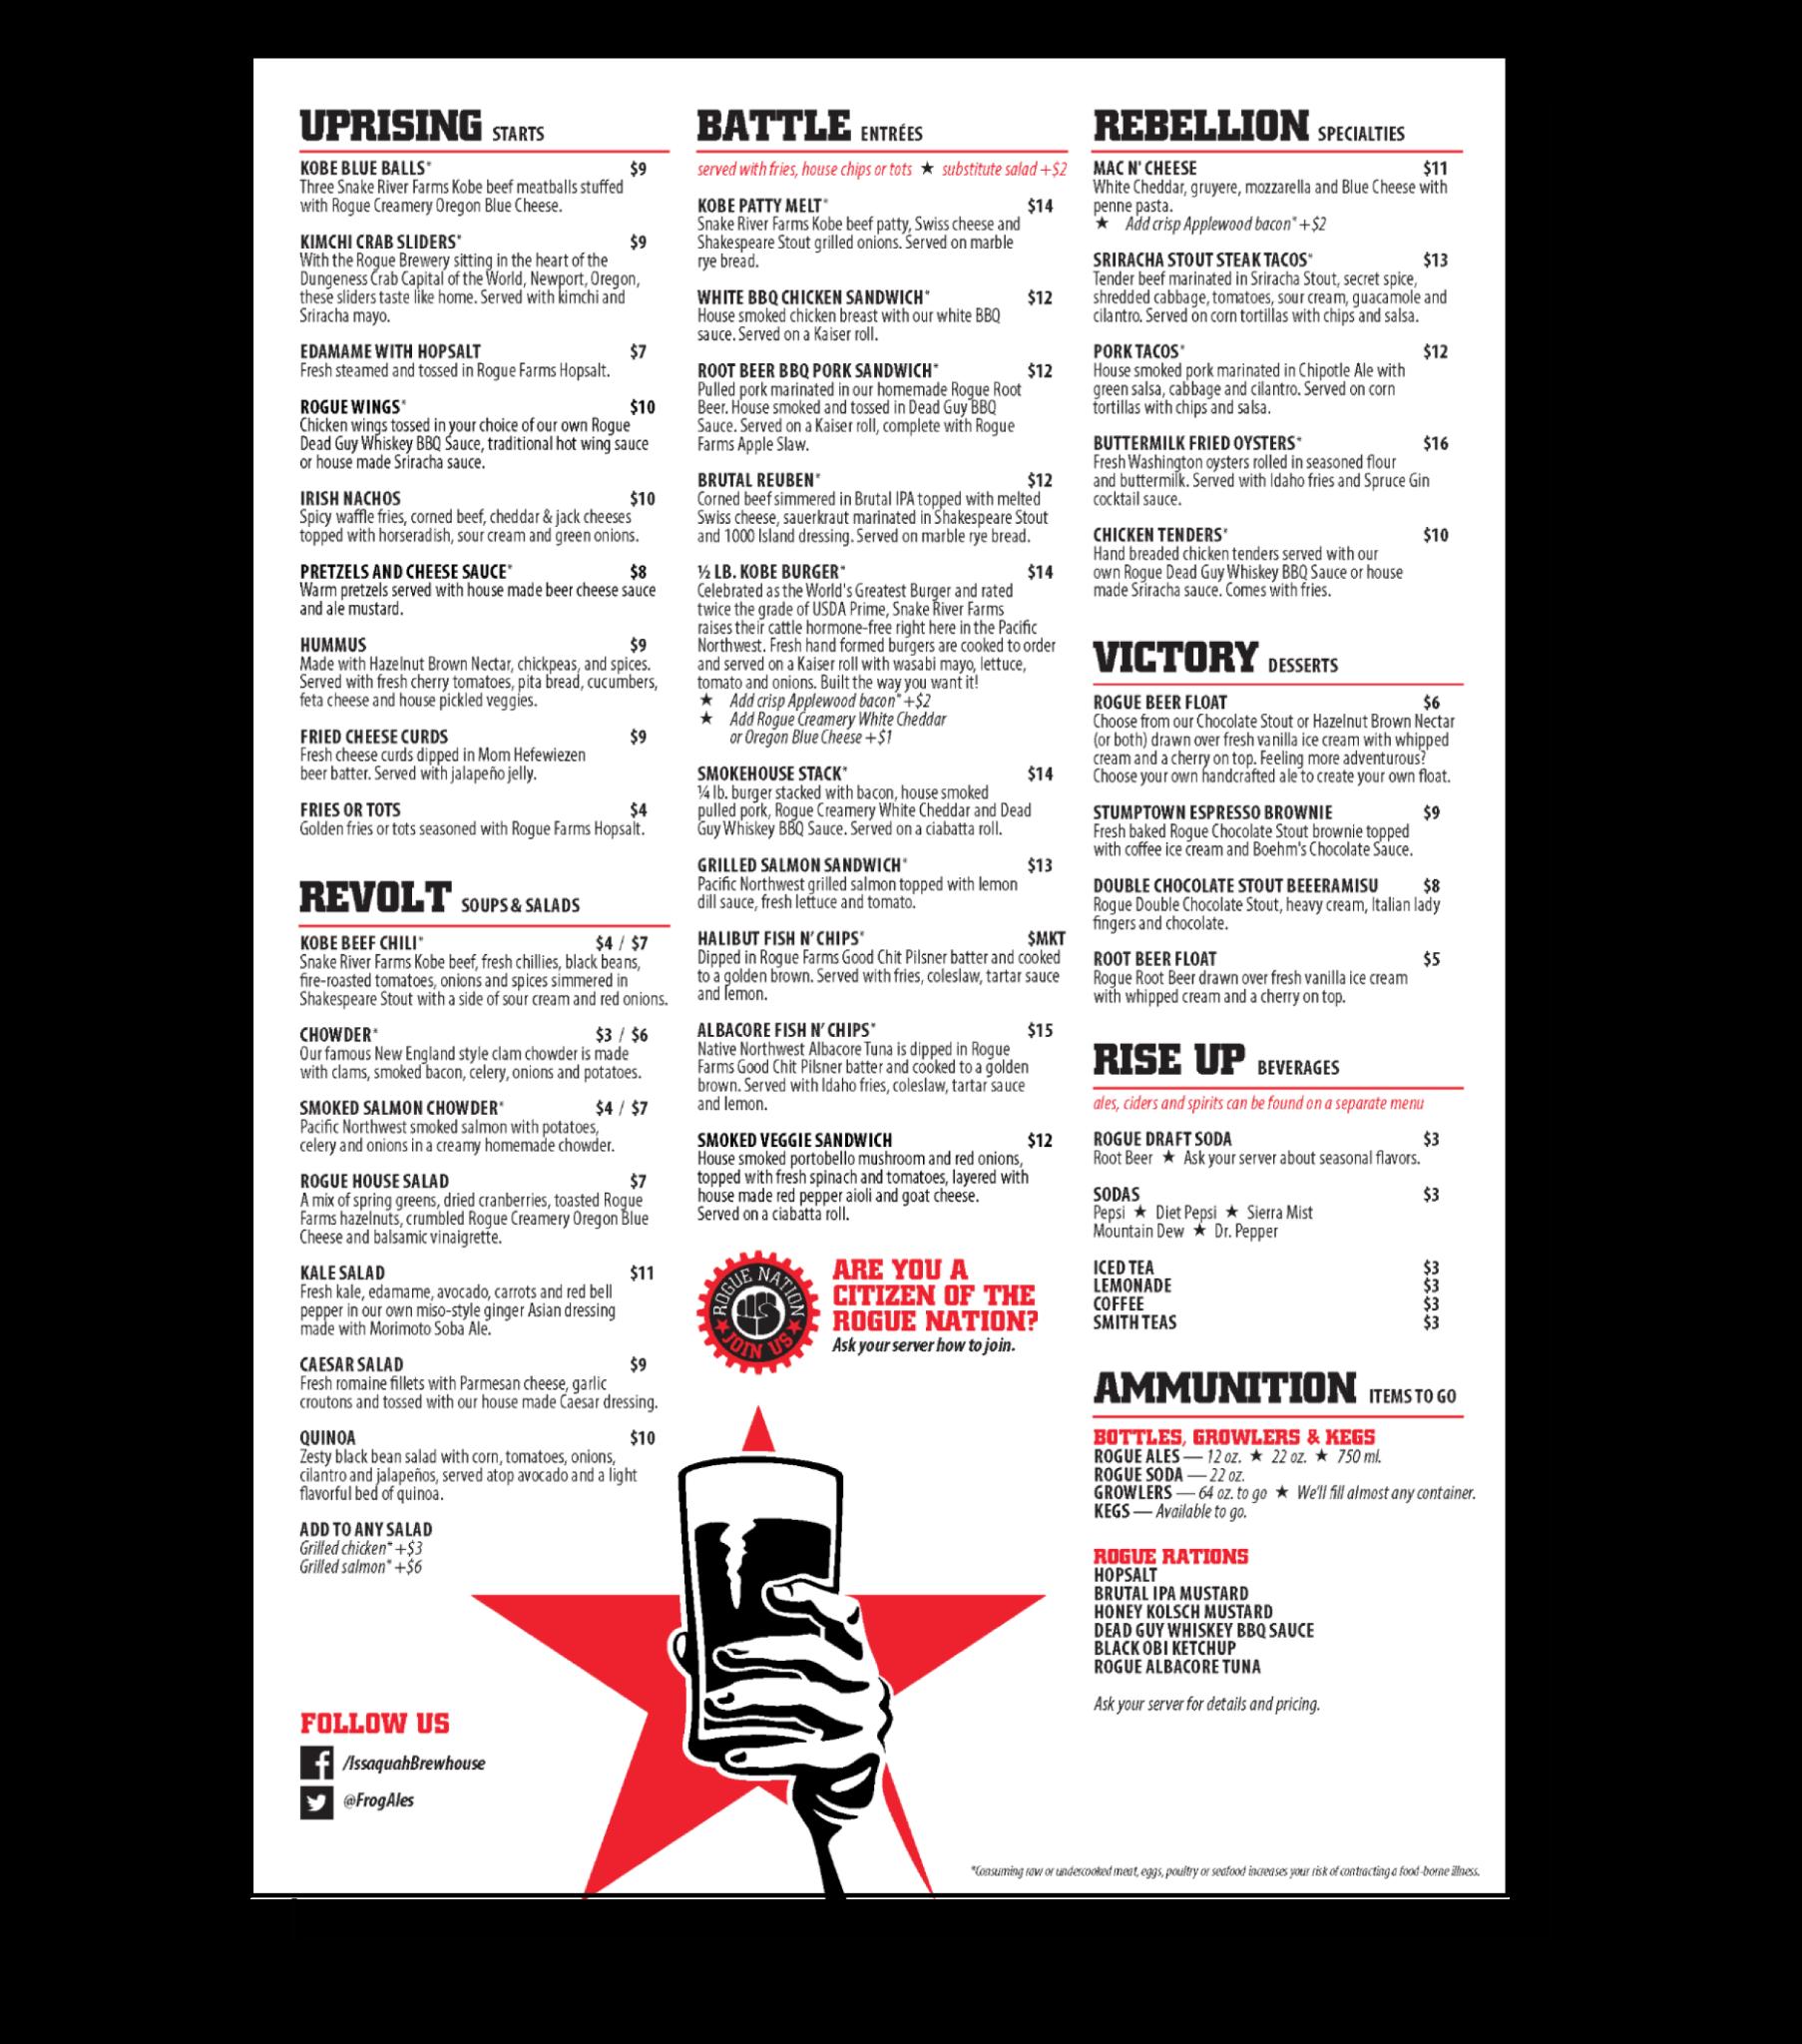 UPRISING STARTS
KOBE BLUE BALLS* $9
Three Snake River Farms Kobe beef meatballs stuffed
with Rogue Creamery Oregon Blue Cheese.
KIMCHI CRAB SLIDERS* $9
With the Rogue Brewery sitting in the heart of the
Dungeness Crab Capital of the World, Newport, Oregon,
these sliders taste like home. Served with kimchi and
Sriracha mayo.
EDAMAME WITH HOPSALT $7
Fresh steamed and tossed in Rogue Farms Hopsalt.
ROGUE WINGS* $10
Chicken wings tossed in your choice of our own Rogue
Dead Guy Whiskey BBQ Sauce, traditional hot wing sauce
or house made Sriracha sauce.
IRISH NACHOS $10
Spicy waffle fries, corned beef, cheddar & jack cheeses
topped with horseradish, sour cream and green onions.
PRETZELS AND CHEESE SAUCE* $8
Warm pretzels served with house made beer cheese sauce
and ale mustard.
HUMMUS $9
Made with Hazelnut Brown Nectar, chickpeas, and spices.
Served with fresh cherry tomatoes, pita bread, cucumbers,
feta cheese and house pickled veggies.
FRIED CHEESE CURDS $9
Fresh cheese curds dipped in Mom Hefewiezen
beer batter. Served with jalapeño jelly.
FRIES OR TOTS $4
Golden fries or tots seasoned with Rogue Farms Hopsalt.
REVOLT SOUPS & SALADS
KOBE BEEF CHILI* $4 / $7
Snake River Farms Kobe beef, fresh chillies, black beans,
fire-roasted tomatoes, onions and spices simmered in
Shakespeare Stout with a side of sour cream and red onions.
CHOWDER* $3 / $6
Our famous New England style clam chowder is made
with clams, smoked bacon, celery, onions and potatoes.
SMOKED SALMON CHOWDER* $4 / $7
Pacific Northwest smoked salmon with potatoes,
celery and onions in a creamy homemade chowder.
ROGUE HOUSE SALAD $7
A mix of spring greens, dried cranberries, toasted Rogue
Farms hazelnuts, crumbled Rogue Creamery Oregon Blue
Cheese and balsamic vinaigrette.
KALE SALAD $11
Fresh kale, edamame, avocado, carrots and red bell
pepper in our own miso-style ginger Asian dressing
made with Morimoto Soba Ale.
CAESAR SALAD $9
Fresh romaine fillets with Parmesan cheese, garlic
croutons and tossed with our house made Caesar dressing.
QUINOA $10
Zesty black bean salad with corn, tomatoes, onions,
cilantro and jalapeños, served atop avocado and a light
flavorful bed of quinoa.
ADD TO ANY SALAD
Grilled chicken* +$3
Grilled salmon* +$6
FOLLOW US
/IssaquahBrewhouse
@FrogAles
BATTLE ENTRÉES
served with fries, house chips or tots ★ substitute salad +$2
KOBE PATTY MELT* $14
Snake River Farms Kobe beef patty, Swiss cheese and
Shakespeare Stout grilled onions. Served on marble
rye bread.
WHITE BBQ CHICKEN SANDWICH* $12
House smoked chicken breast with our white BBQ
sauce. Served on a Kaiser roll.
ROOT BEER BBQ PORK SANDWICH* $12
Pulled pork marinated in our homemade Rogue Root
Beer. House smoked and tossed in Dead Guy BBQ
Sauce. Served on a Kaiser roll, complete with Rogue
Farms Apple Slaw.
BRUTAL REUBEN* $12
Corned beef simmered in Brutal IPA topped with melted
Swiss cheese, sauerkraut marinated in Shakespeare Stout
and 1000 Island dressing. Served on marble rye bread.
½ LB. KOBE BURGER* $14
Celebrated as the World's Greatest Burger and rated
twice the grade of USDA Prime, Snake River Farms
raises their cattle hormone-free right here in the Pacific
Northwest. Fresh hand formed burgers are cooked to order
and served on a Kaiser roll with wasabi mayo, lettuce,
tomato and onions. Built the way you want it!
★ Add crisp Applewood bacon* +$2
★ Add Rogue Creamery White Cheddar
or Oregon Blue Cheese +$1
SMOKEHOUSE STACK* $14
¼ lb. burger stacked with bacon, house smoked
pulled pork, Rogue Creamery White Cheddar and Dead
Guy Whiskey BBQ Sauce. Served on a ciabatta roll.
GRILLED SALMON SANDWICH* $13
Pacific Northwest grilled salmon topped with lemon
dill sauce, fresh lettuce and tomato.
HALIBUT FISH N' CHIPS* $MKT
Dipped in Rogue Farms Good Chit Pilsner batter and cooked
to a golden brown. Served with fries, coleslaw, tartar sauce
and lemon.
ALBACORE FISH N' CHIPS* $15
Native Northwest Albacore Tuna is dipped in Rogue
Farms Good Chit Pilsner batter and cooked to a golden
brown. Served with Idaho fries, coleslaw, tartar sauce
and lemon.
SMOKED VEGGIE SANDWICH $12
House smoked portobello mushroom and red onions,
topped with fresh spinach and tomatoes, layered with
house made red pepper aioli and goat cheese.
Served on a ciabatta roll.
ROGUE NATION
JOIN US
ARE YOU A
CITIZEN OF THE
ROGUE NATION?
Ask your server how to join.
REBELLION SPECIALTIES
MAC N' CHEESE $11
White Cheddar, gruyere, mozzarella and Blue Cheese with
penne pasta.
★ Add crisp Applewood bacon* +$2
SRIRACHA STOUT STEAK TACOS* $13
Tender beef marinated in Sriracha Stout, secret spice,
shredded cabbage, tomatoes, sour cream, guacamole and
cilantro. Served on corn tortillas with chips and salsa.
PORK TACOS* $12
House smoked pork marinated in Chipotle Ale with
green salsa, cabbage and cilantro. Served on corn
tortillas with chips and salsa.
BUTTERMILK FRIED OYSTERS* $16
Fresh Washington oysters rolled in seasoned flour
and buttermilk. Served with Idaho fries and Spruce Gin
cocktail sauce.
CHICKEN TENDERS* $10
Hand breaded chicken tenders served with our
own Rogue Dead Guy Whiskey BBQ Sauce or house
made Sriracha sauce. Comes with fries.
VICTORY DESSERTS
ROGUE BEER FLOAT $6
Choose from our Chocolate Stout or Hazelnut Brown Nectar
(or both) drawn over fresh vanilla ice cream with whipped
cream and a cherry on top. Feeling more adventurous?
Choose your own handcrafted ale to create your own float.
STUMPTOWN ESPRESSO BROWNIE $9
Fresh baked Rogue Chocolate Stout brownie topped
with coffee ice cream and Boehm's Chocolate Sauce.
DOUBLE CHOCOLATE STOUT BEEERAMISU $8
Rogue Double Chocolate Stout, heavy cream, Italian lady
fingers and chocolate.
ROOT BEER FLOAT $5
Rogue Root Beer drawn over fresh vanilla ice cream
with whipped cream and a cherry on top.
RISE UP BEVERAGES
ales, ciders and spirits can be found on a separate menu
ROGUE DRAFT SODA $3
Root Beer ★ Ask your server about seasonal flavors.
SODAS $3
Pepsi ★ Diet Pepsi ★ Sierra Mist
Mountain Dew ★ Dr. Pepper
ICED TEA $3
LEMONADE $3
COFFEE $3
SMITH TEAS $3
AMMUNITION ITEMS TO GO
BOTTLES, GROWLERS & KEGS
ROGUE ALES — 12 oz. ★ 22 oz. ★ 750 ml.
ROGUE SODA — 22 oz.
GROWLERS — 64 oz. to go ★ We'll fill almost any container.
KEGS — Available to go.
ROGUE RATIONS
HOPSALT
BRUTAL IPA MUSTARD
HONEY KOLSCH MUSTARD
DEAD GUY WHISKEY BBQ SAUCE
BLACK OBI KETCHUP
ROGUE ALBACORE TUNA
Ask your server for details and pricing.
*Consuming raw or undercooked meat, eggs, poultry or seafood increases your risk of contracting a food-borne illness.